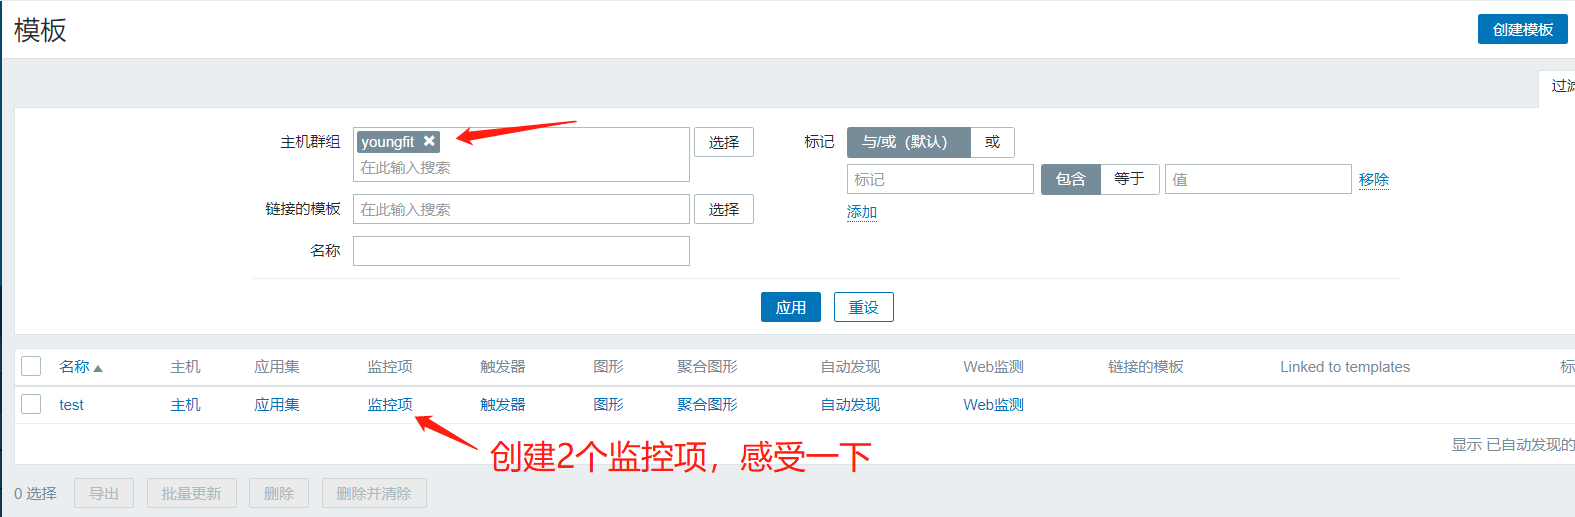 模板
创建模板
过滤
主机群组
youngfit
在此输入搜索
选择
标记
与/或（默认）
或
标记
包含
等于
值
移除
链接的模板
在此输入搜索
选择
添加
名称
应用
重设
名称 主机 应用集 监控项 触发器 图形 聚合图形 自动发现 Web监测 链接的模板 Linked to templates 标
test 主机 应用集 监控项 触发器 图形 聚合图形 自动发现 Web监测
创建2个监控项，感受一下
显示 已自动发现的
0 选择 导出 批量更新 删除 删除并清除